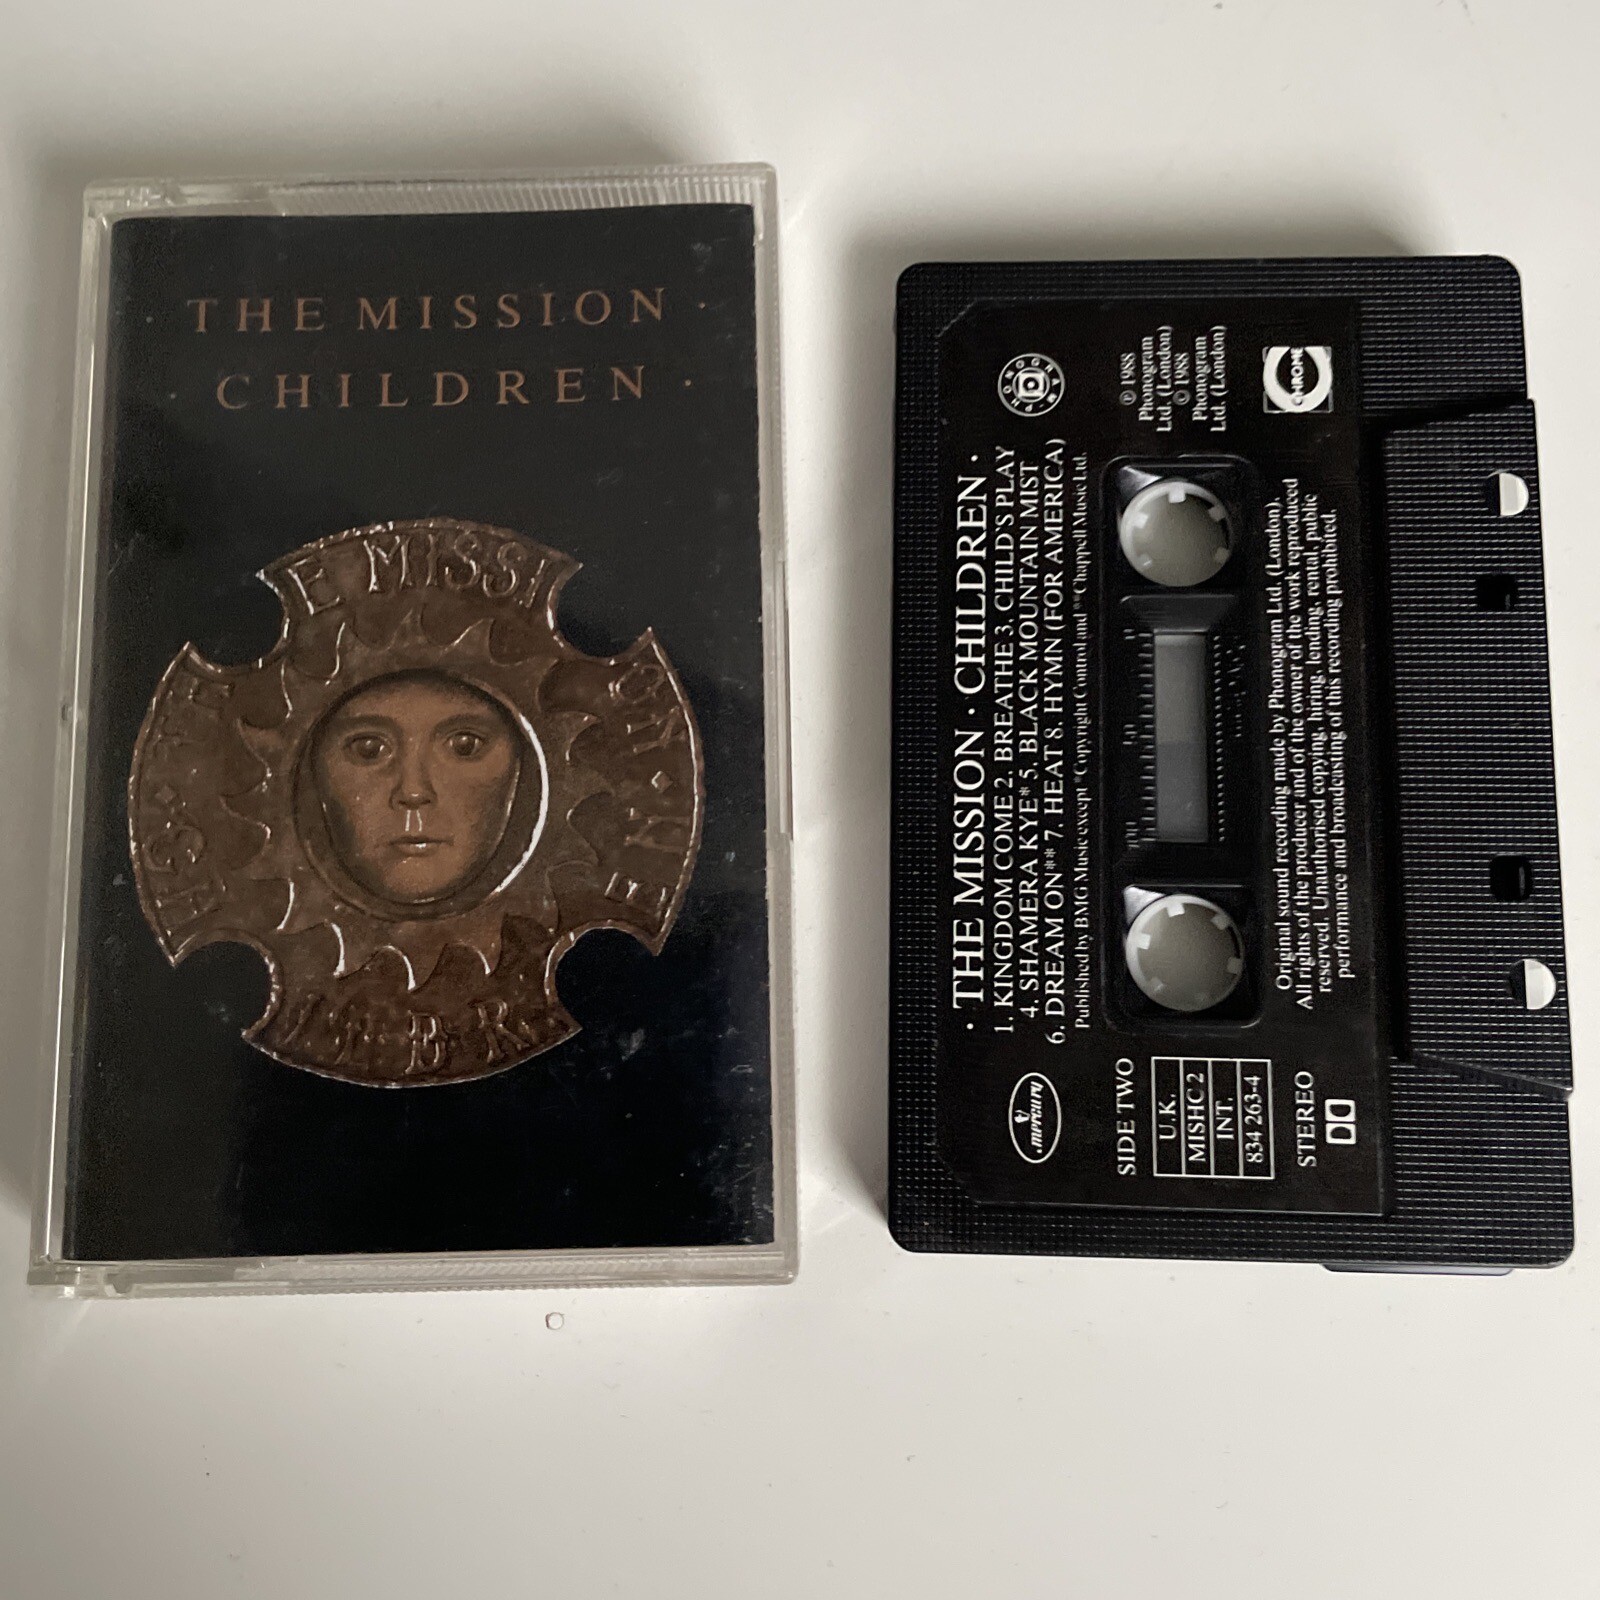 THE MISSION
CHILDREN
E MISSI
· THE MISSION · CHILDREN ·
1. KINGDOM COME 2. BREATHE 3. CHILD'S PLAY
4. SHAMERA KYE* 5. BLACK MOUNTAIN MIST
6. DREAM ON** 7. HEAT 8. HYMN (FOR AMERICA)
Published by BMG Music except *Copyright Control and **Chappell Music Ltd.
mercury
SIDE TWO
U.K.
MISHC 2
INT.
834 263-4
STEREO
℗ 1988
Phonogram
Ltd. (London)
© 1988
Phonogram
Ltd. (London)
CHROME
100
50
0
Original sound recording made by Phonogram Ltd. (London).
All rights of the producer and of the owner of the work reproduced
reserved. Unauthorised copying, hiring, lending, rental, public
performance and broadcasting of this recording prohibited.